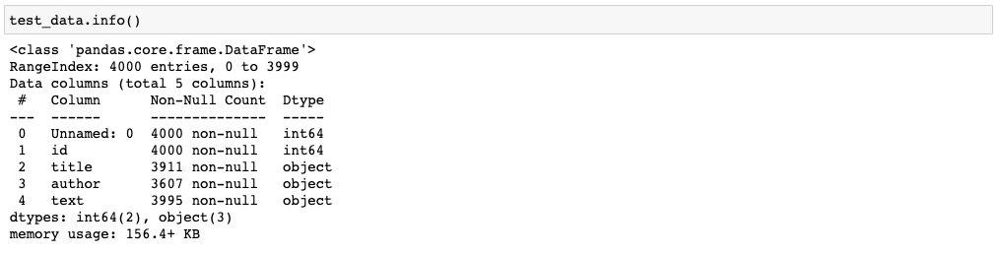 test_data.info()
<class 'pandas.core.frame.DataFrame'>
RangeIndex: 4000 entries, 0 to 3999
Data columns (total 5 columns):
 #   Column      Non-Null Count  Dtype
---  ------      --------------  -----
 0   Unnamed: 0  4000 non-null   int64
 1   id          4000 non-null   int64
 2   title       3911 non-null   object
 3   author      3607 non-null   object
 4   text        3995 non-null   object
dtypes: int64(2), object(3)
memory usage: 156.4+ KB